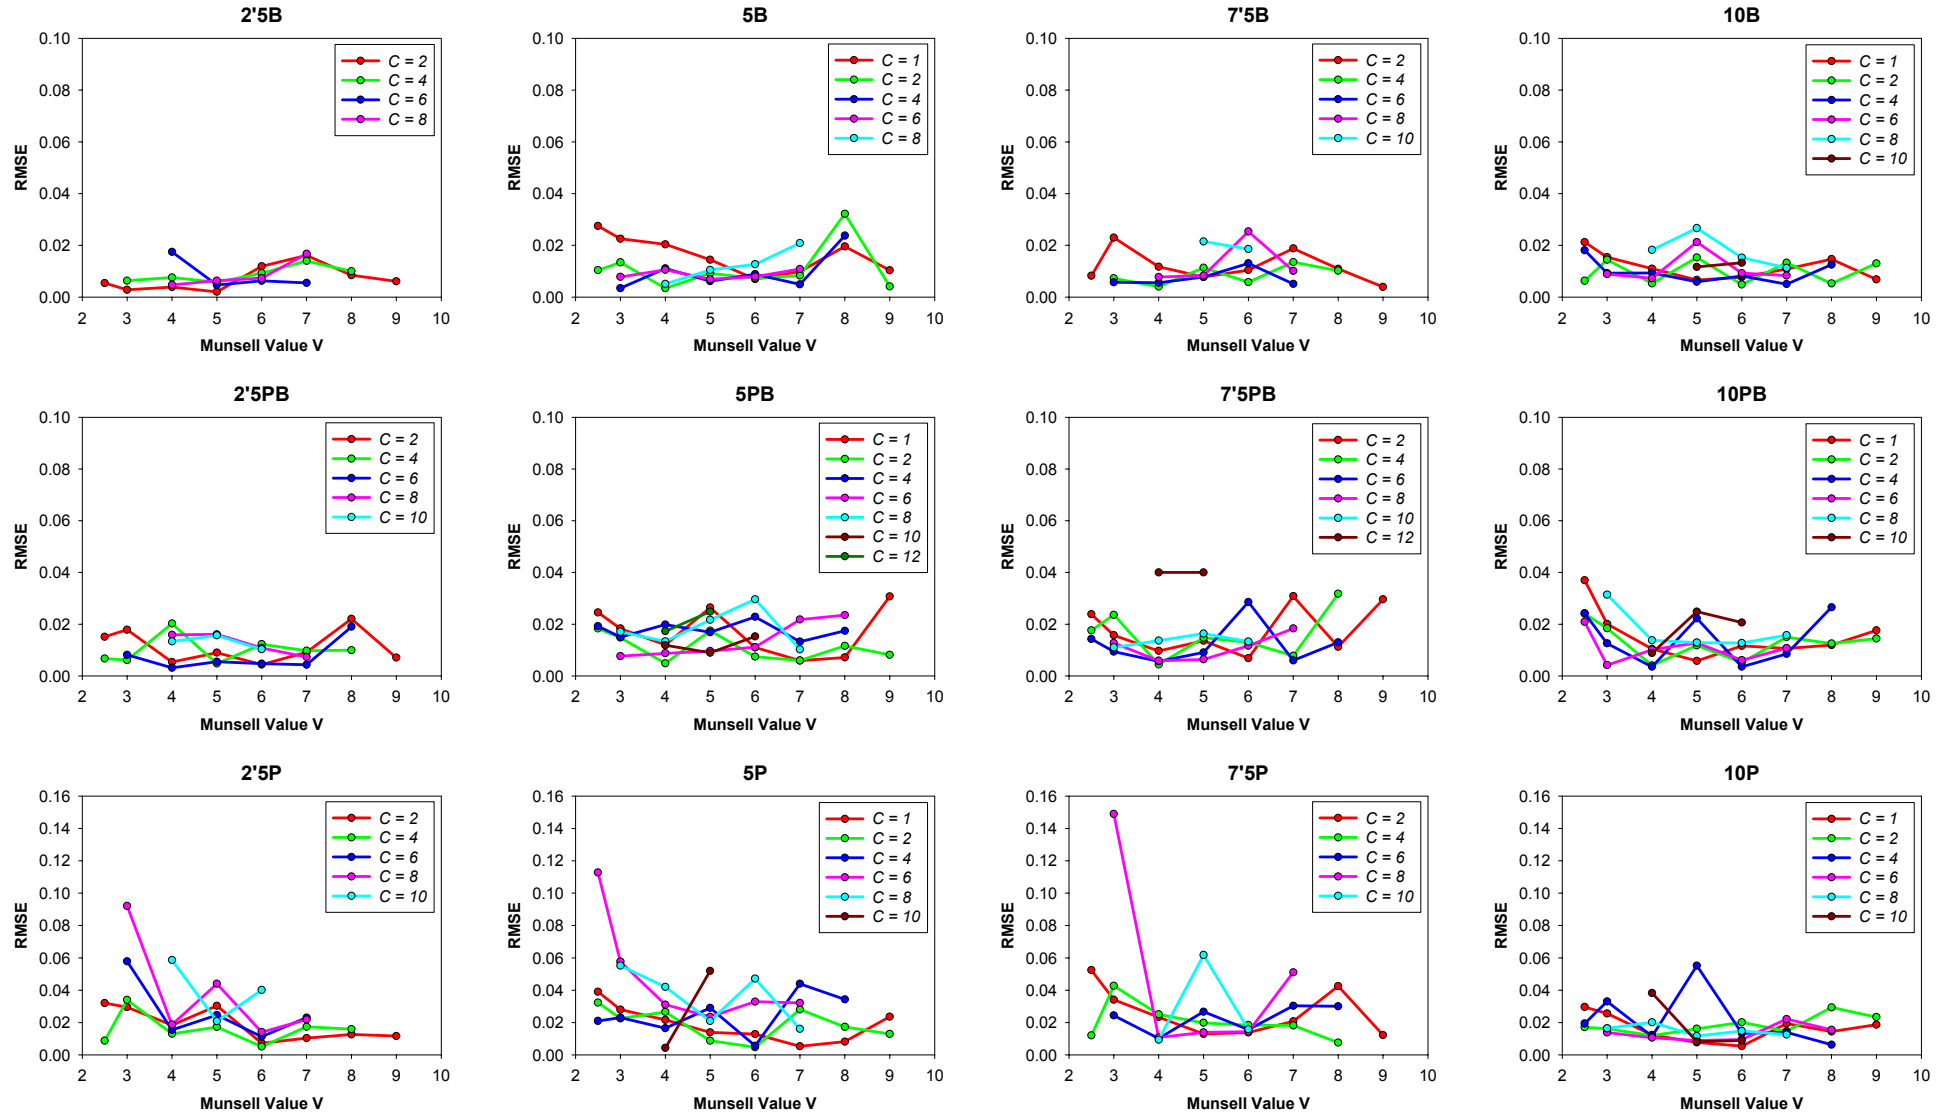 2'5B
5B
7'5B
10B
0.10
0.08
0.06
0.04
0.02
0.00
RMSE
2 3 4 5 6 7 8 9 10
Munsell Value V
C = 2
C = 4
C = 6
C = 8
0.10
0.08
0.06
0.04
0.02
0.00
RMSE
2 3 4 5 6 7 8 9 10
Munsell Value V
C = 1
C = 2
C = 4
C = 6
C = 8
0.10
0.08
0.06
0.04
0.02
0.00
RMSE
2 3 4 5 6 7 8 9 10
Munsell Value V
C = 2
C = 4
C = 6
C = 8
C = 10
0.10
0.08
0.06
0.04
0.02
0.00
RMSE
2 3 4 5 6 7 8 9 10
Munsell Value V
C = 1
C = 2
C = 4
C = 6
C = 8
C = 10
2'5PB
5PB
7'5PB
10PB
0.10
0.08
0.06
0.04
0.02
0.00
RMSE
2 3 4 5 6 7 8 9 10
Munsell Value V
C = 2
C = 4
C = 6
C = 8
C = 10
0.10
0.08
0.06
0.04
0.02
0.00
RMSE
2 3 4 5 6 7 8 9 10
Munsell Value V
C = 1
C = 2
C = 4
C = 6
C = 8
C = 10
C = 12
0.10
0.08
0.06
0.04
0.02
0.00
RMSE
2 3 4 5 6 7 8 9 10
Munsell Value V
C = 2
C = 4
C = 6
C = 8
C = 10
C = 12
0.10
0.08
0.06
0.04
0.02
0.00
RMSE
2 3 4 5 6 7 8 9 10
Munsell Value V
C = 1
C = 2
C = 4
C = 6
C = 8
C = 10
2'5P
5P
7'5P
10P
0.16
0.14
0.12
0.10
0.08
0.06
0.04
0.02
0.00
RMSE
2 3 4 5 6 7 8 9 10
Munsell Value V
C = 2
C = 4
C = 6
C = 8
C = 10
0.16
0.14
0.12
0.10
0.08
0.06
0.04
0.02
0.00
RMSE
2 3 4 5 6 7 8 9 10
Munsell Value V
C = 1
C = 2
C = 4
C = 6
C = 8
C = 10
0.16
0.14
0.12
0.10
0.08
0.06
0.04
0.02
0.00
RMSE
2 3 4 5 6 7 8 9 10
Munsell Value V
C = 2
C = 4
C = 6
C = 8
C = 10
0.16
0.14
0.12
0.10
0.08
0.06
0.04
0.02
0.00
RMSE
2 3 4 5 6 7 8 9 10
Munsell Value V
C = 1
C = 2
C = 4
C = 6
C = 8
C = 10